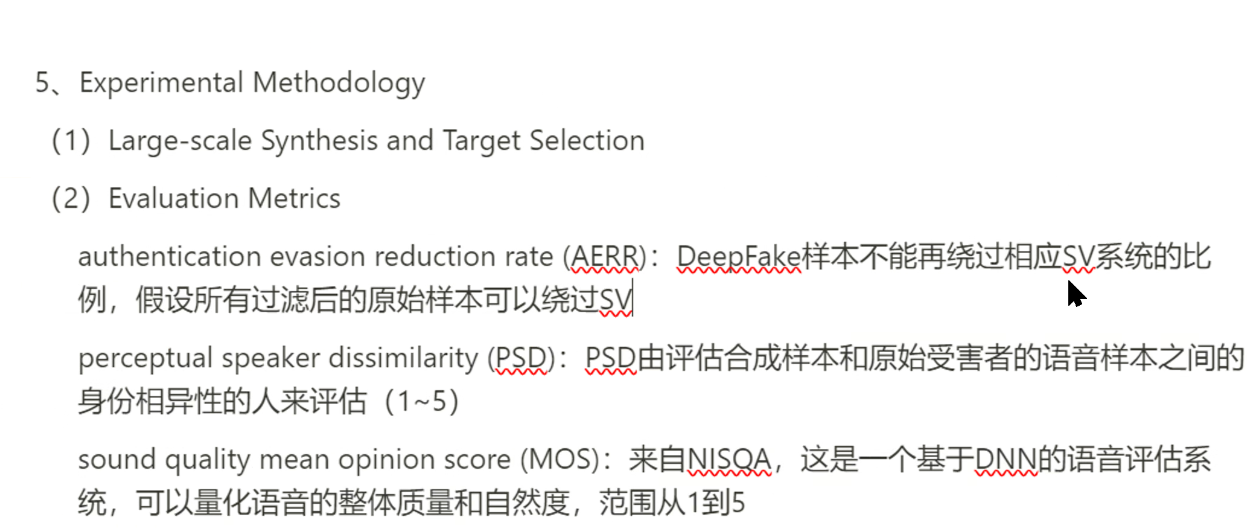 5、Experimental Methodology
（1）Large-scale Synthesis and Target Selection
（2）Evaluation Metrics
authentication evasion reduction rate (AERR)：DeepFake样本不能再绕过相应SV系统的比
例，假设所有过滤后的原始样本可以绕过SV
perceptual speaker dissimilarity (PSD)：PSD由评估合成样本和原始受害者的语音样本之间的
身份相异性的人来评估（1~5）
sound quality mean opinion score (MOS)：来自NISQA，这是一个基于DNN的语音评估系
统，可以量化语音的整体质量和自然度，范围从1到5